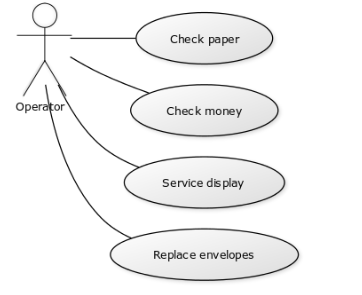 Check paper
Check money
Operator
Service display
Replace envelopes